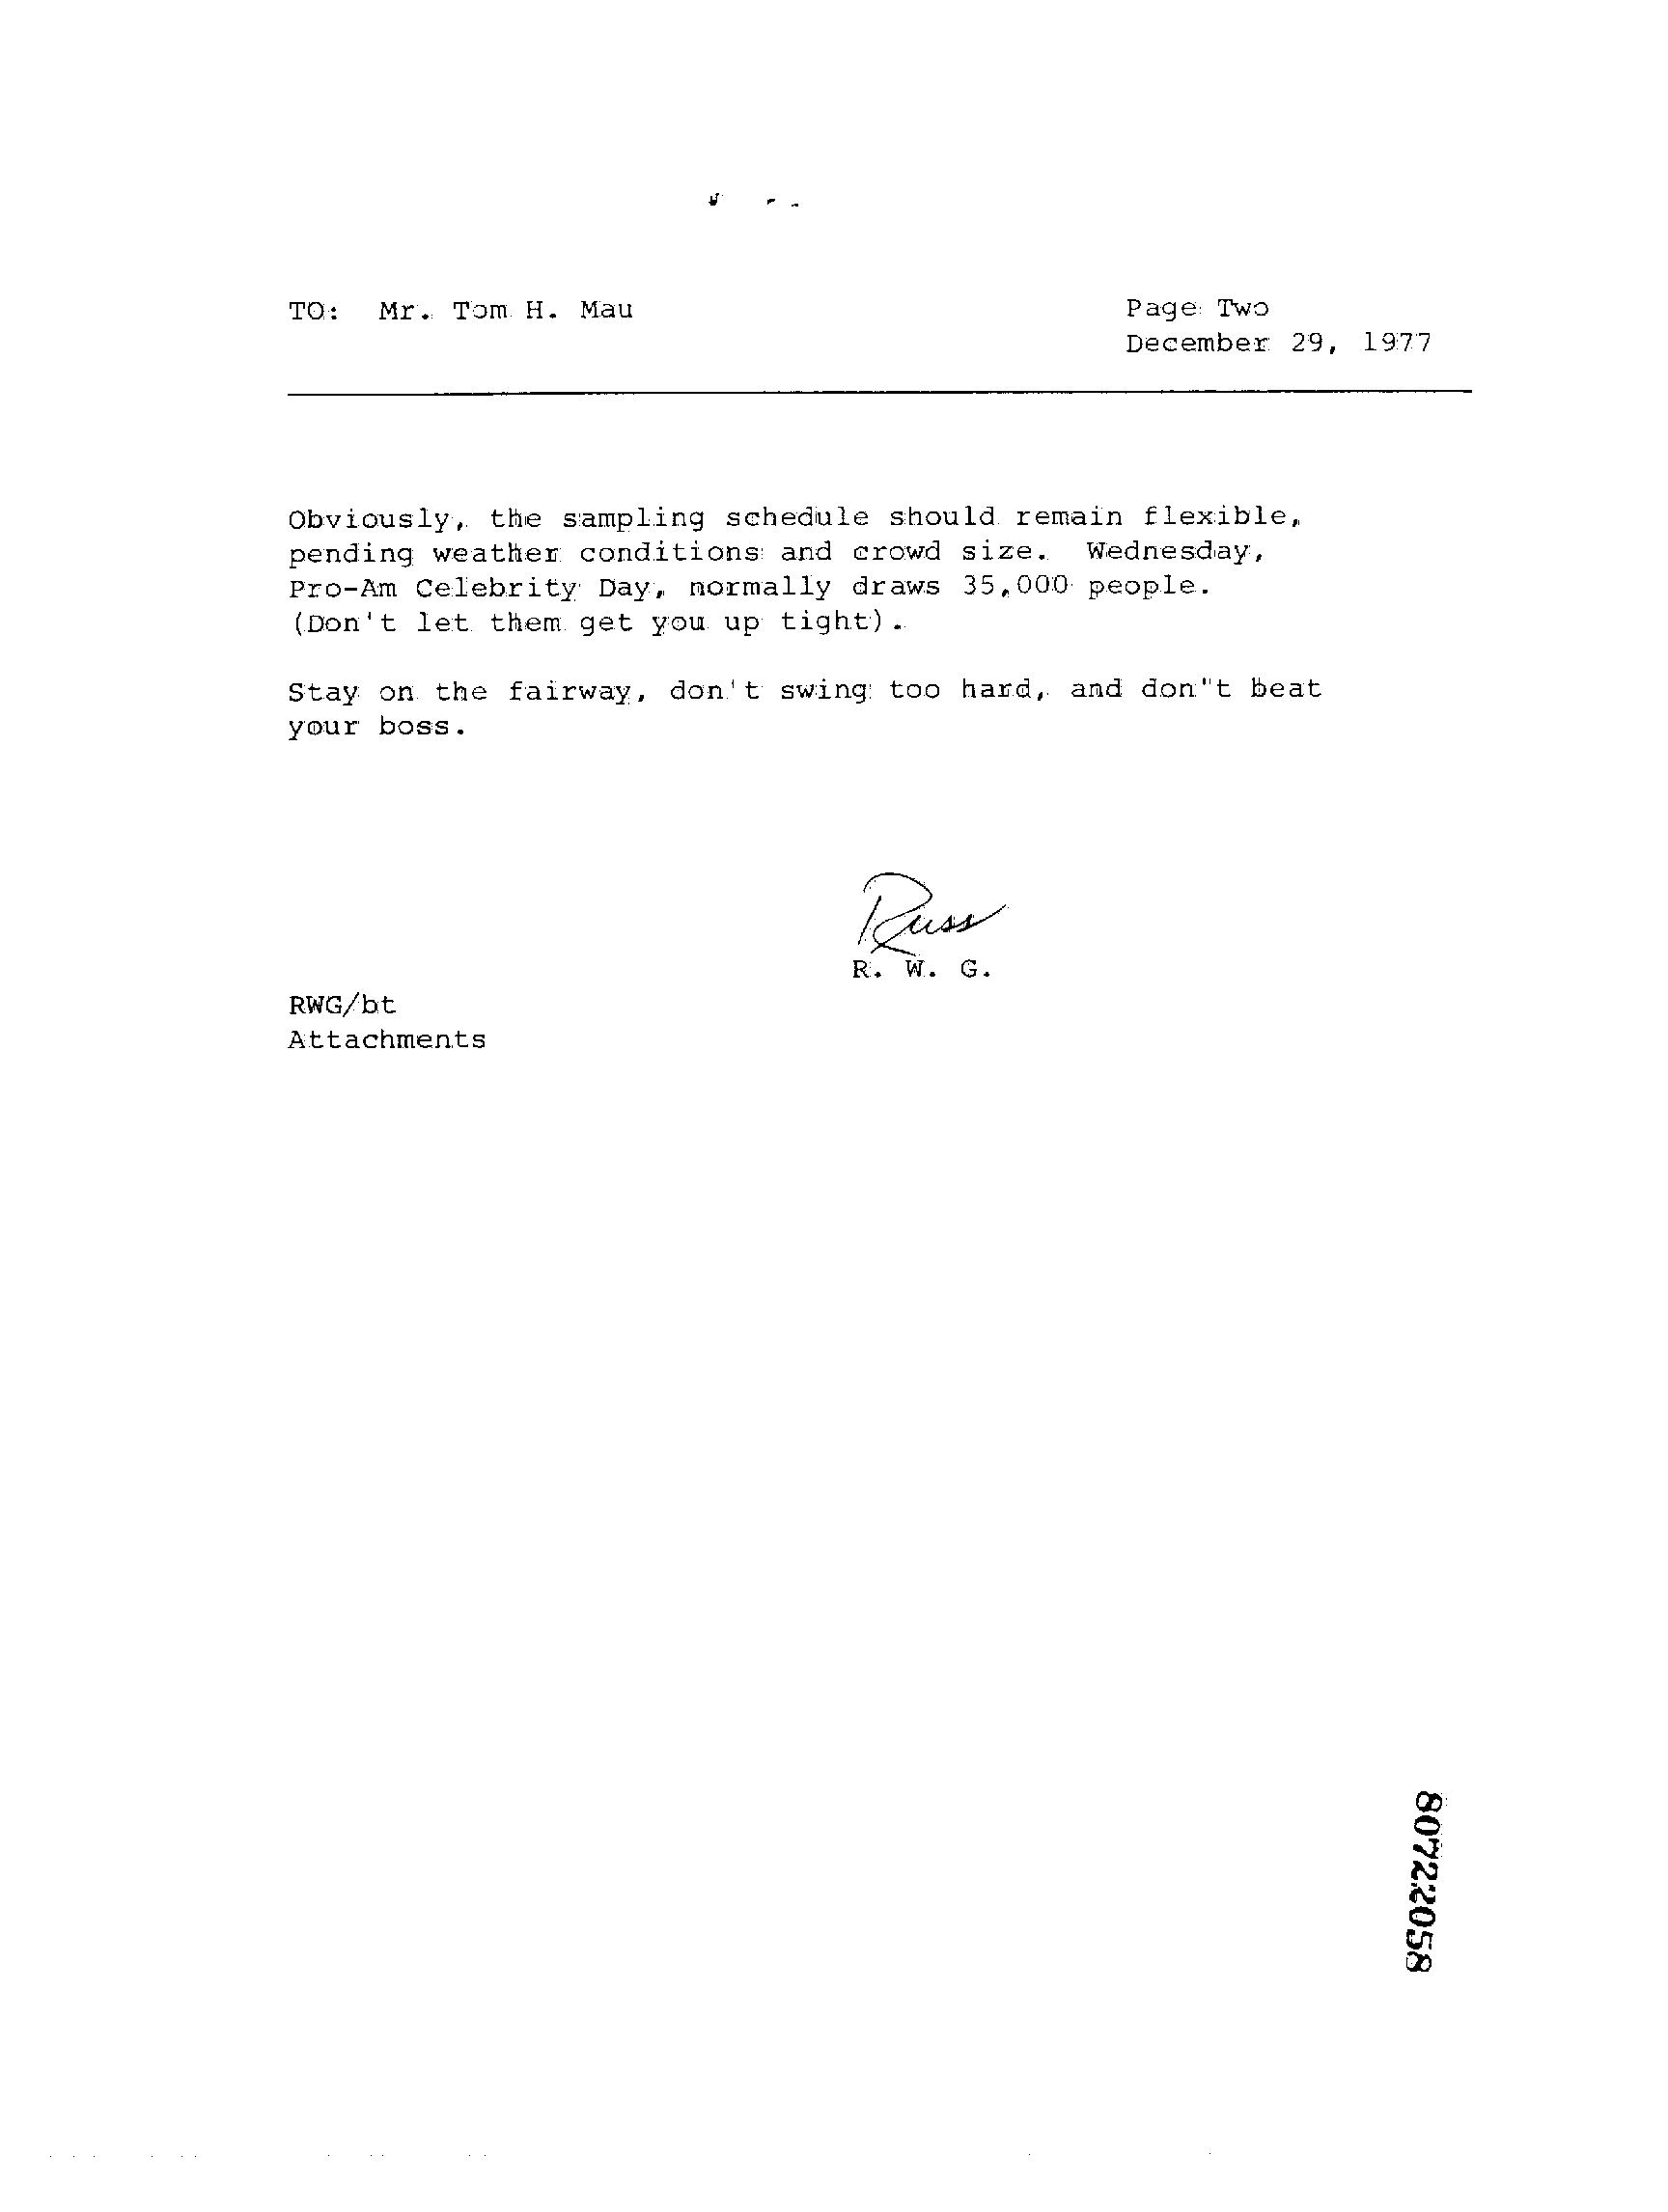 TO: Mr. Tom H. Mau
Page Two
December 29, 1977
Obviously, the sampling schedule should remain flexible,
pending weather conditions and crowd size. Wednesday,
Pro-Am Celebrity Day, normally draws 35,000 people.
(Don't let them get you up tight).
Stay on the fairway, don't swing too hard, and don"t beat
your boss.
Russ
R. W. G.
RWG/bt
Attachments
80722058